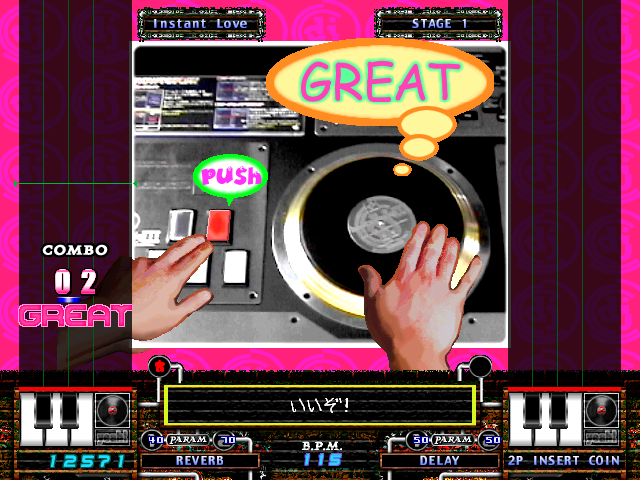 Instant Love
STAGE 1
GREAT
PUSH
COMBO
02
GREAT
いいぞ!
40 PARAM 70
50 PARAM 50
B.P.M.
115
12571
REVERB
DELAY
2P INSERT COIN